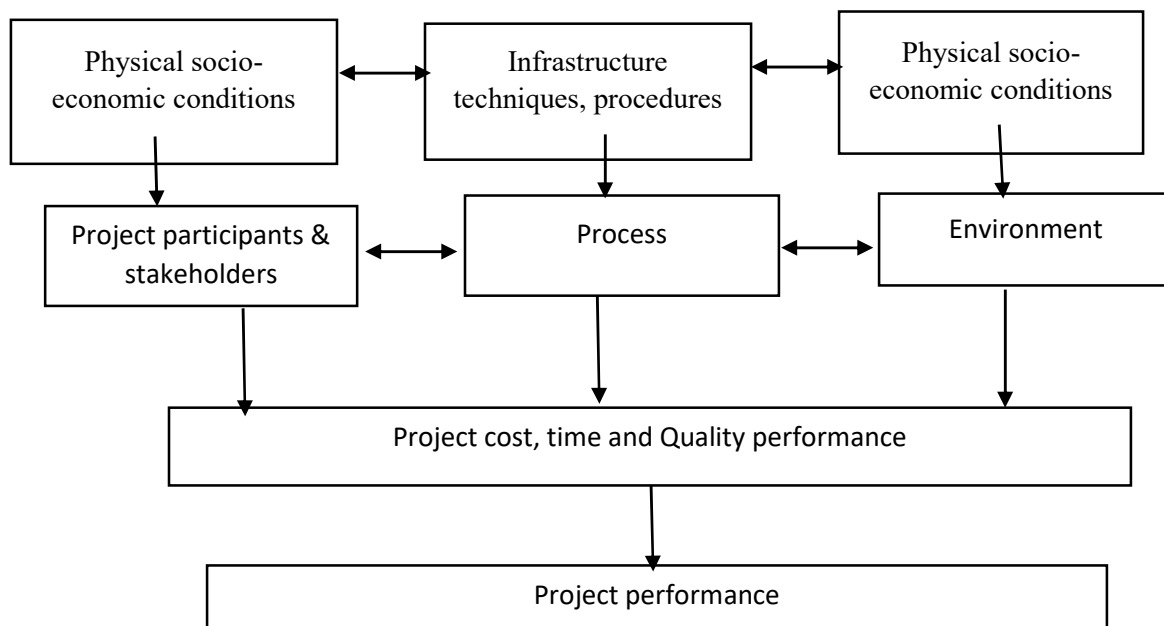 Physical socio-
economic conditions
Infrastructure
techniques, procedures
Physical socio-
economic conditions
Project participants &
stakeholders
Process
Environment
Project cost, time and Quality performance
Project performance